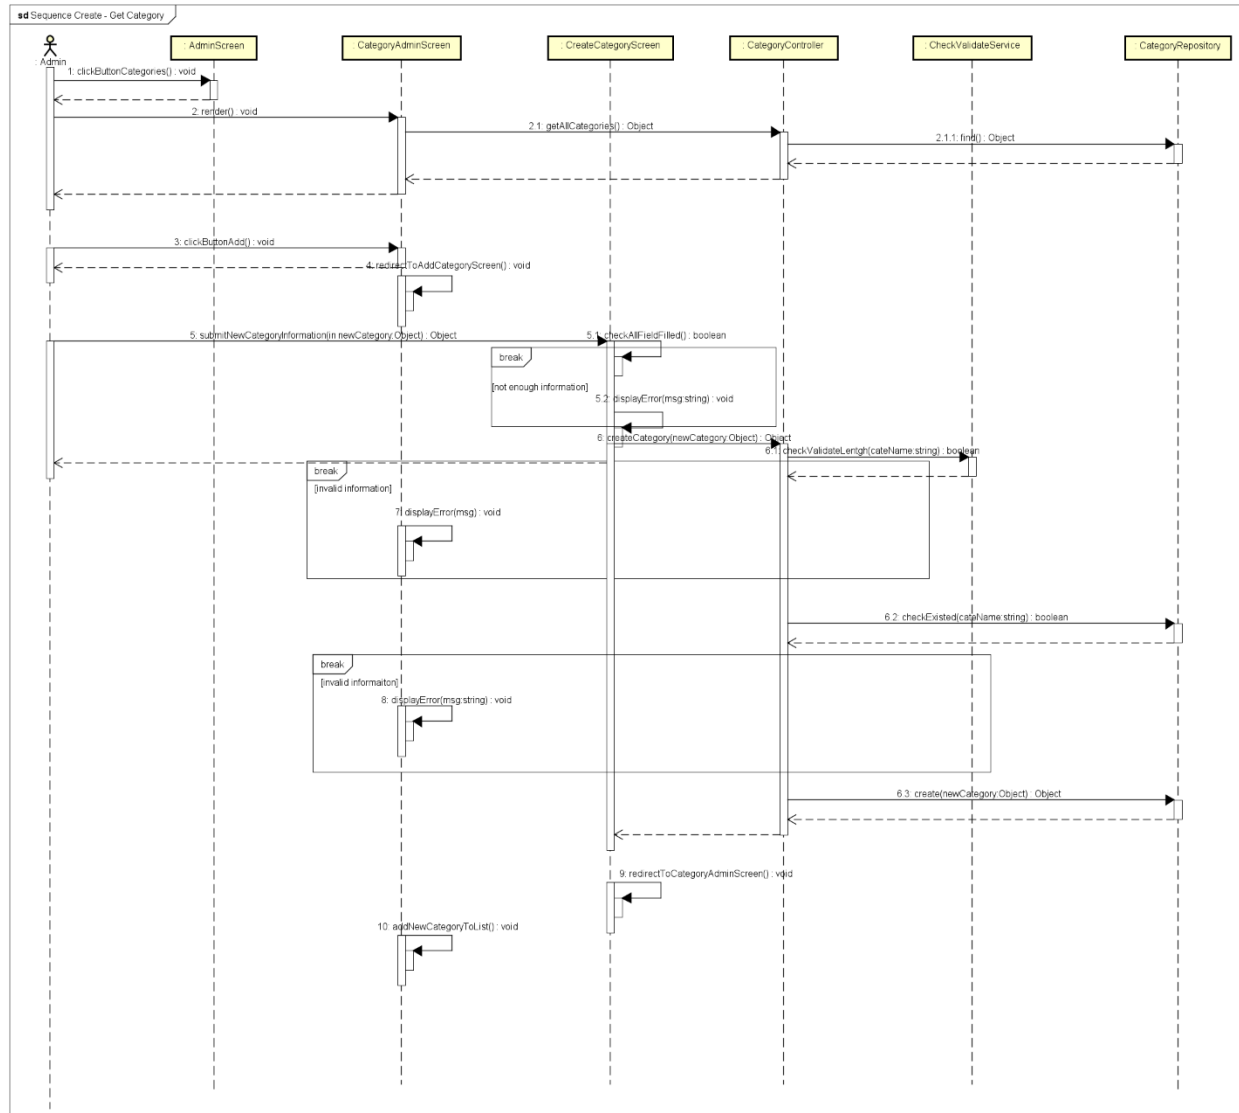 sd Sequence Create - Get Category
: Admin
: AdminScreen
: CategoryAdminScreen
: CreateCategoryScreen
: CategoryController
: CheckValidateService
: CategoryRepository
1: clickButtonCategories() : void
2: render() : void
2.1: getAllCategories() : Object
2.1.1: find() : Object
3: clickButtonAdd() : void
4: redirectToAddCategoryScreen() : void
5: submitNewCategoryInformation(in newCategory:Object) : Object
5.1: checkAllFieldFilled() : boolean
break
[not enough information]
5.2: displayError(msg:string) : void
6: createCategory(newCategory:Object) : Object
6.1: checkValidateLentgh(cateName:string) : boolean
break
[invalid information]
7: displayError(msg) : void
6.2: checkExisted(cateName:string) : boolean
break
[invalid informaiton]
8: displayError(msg:string) : void
6.3: create(newCategory:Object) : Object
9: redirectToCategoryAdminScreen() : void
10: addNewCategoryToList() : void